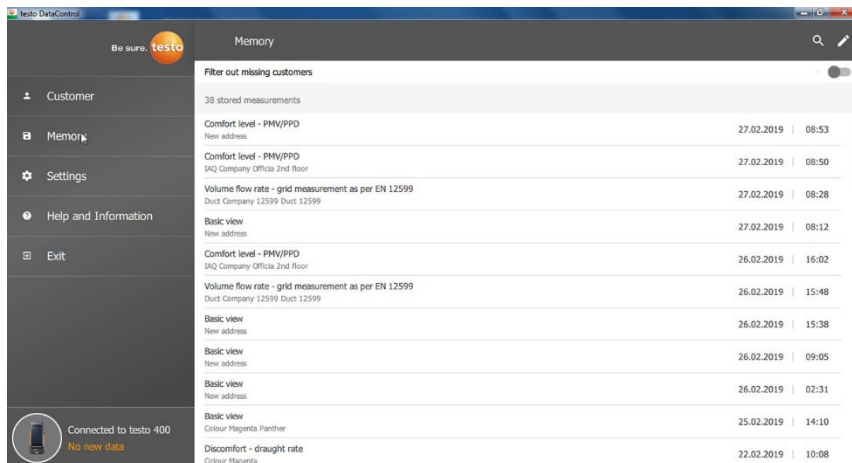 testo DataControl
Be sure. testo
Memory
Customer
Memory
Settings
Help and Information
Exit
Connected to testo 400
No new data
Filter out missing customers
38 stored measurements
Comfort level - PMV/PPD
New address
27.02.2019 | 08:53
Comfort level - PMV/PPD
IAQ Company Officia 2nd floor
27.02.2019 | 08:50
Volume flow rate - grid measurement as per EN 12599
Duct Company 12599 Duct 12599
27.02.2019 | 08:28
Basic view
New address
27.02.2019 | 08:12
Comfort level - PMV/PPD
IAQ Company Officia 2nd floor
26.02.2019 | 16:02
Volume flow rate - grid measurement as per EN 12599
Duct Company 12599 Duct 12599
26.02.2019 | 15:48
Basic view
New address
26.02.2019 | 15:38
Basic view
New address
26.02.2019 | 09:05
Basic view
New address
26.02.2019 | 02:31
Basic view
Colour Magenta Panther
25.02.2019 | 14:10
Discomfort - draught rate
Colour Magenta
22.02.2019 | 10:08